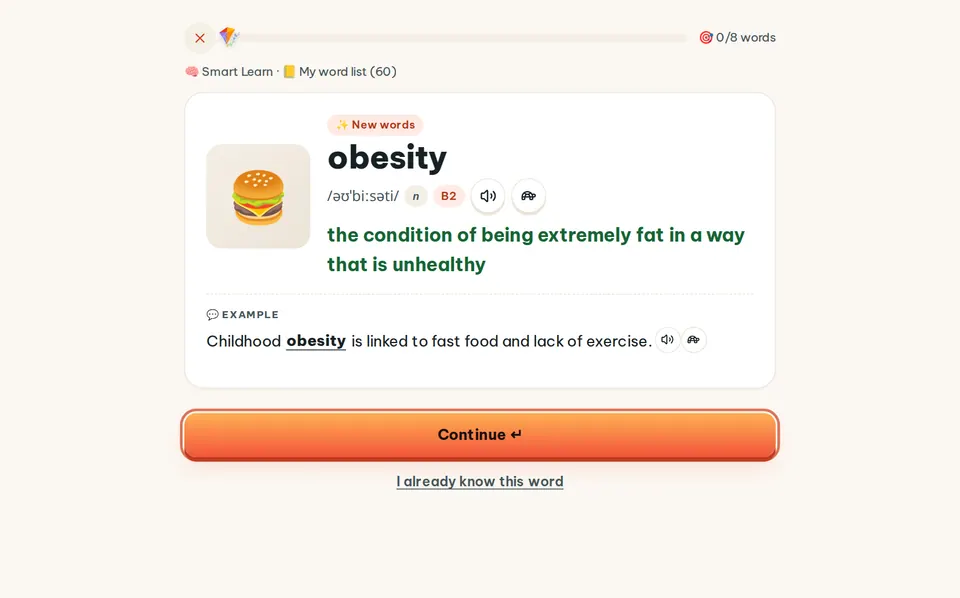 0/8 words
Smart Learn · My word list (60)
New words
obesity
/əʊˈbiːsəti/ n B2
the condition of being extremely fat in a way
that is unhealthy
EXAMPLE
Childhood obesity is linked to fast food and lack of exercise.
Continue ↵
I already know this word